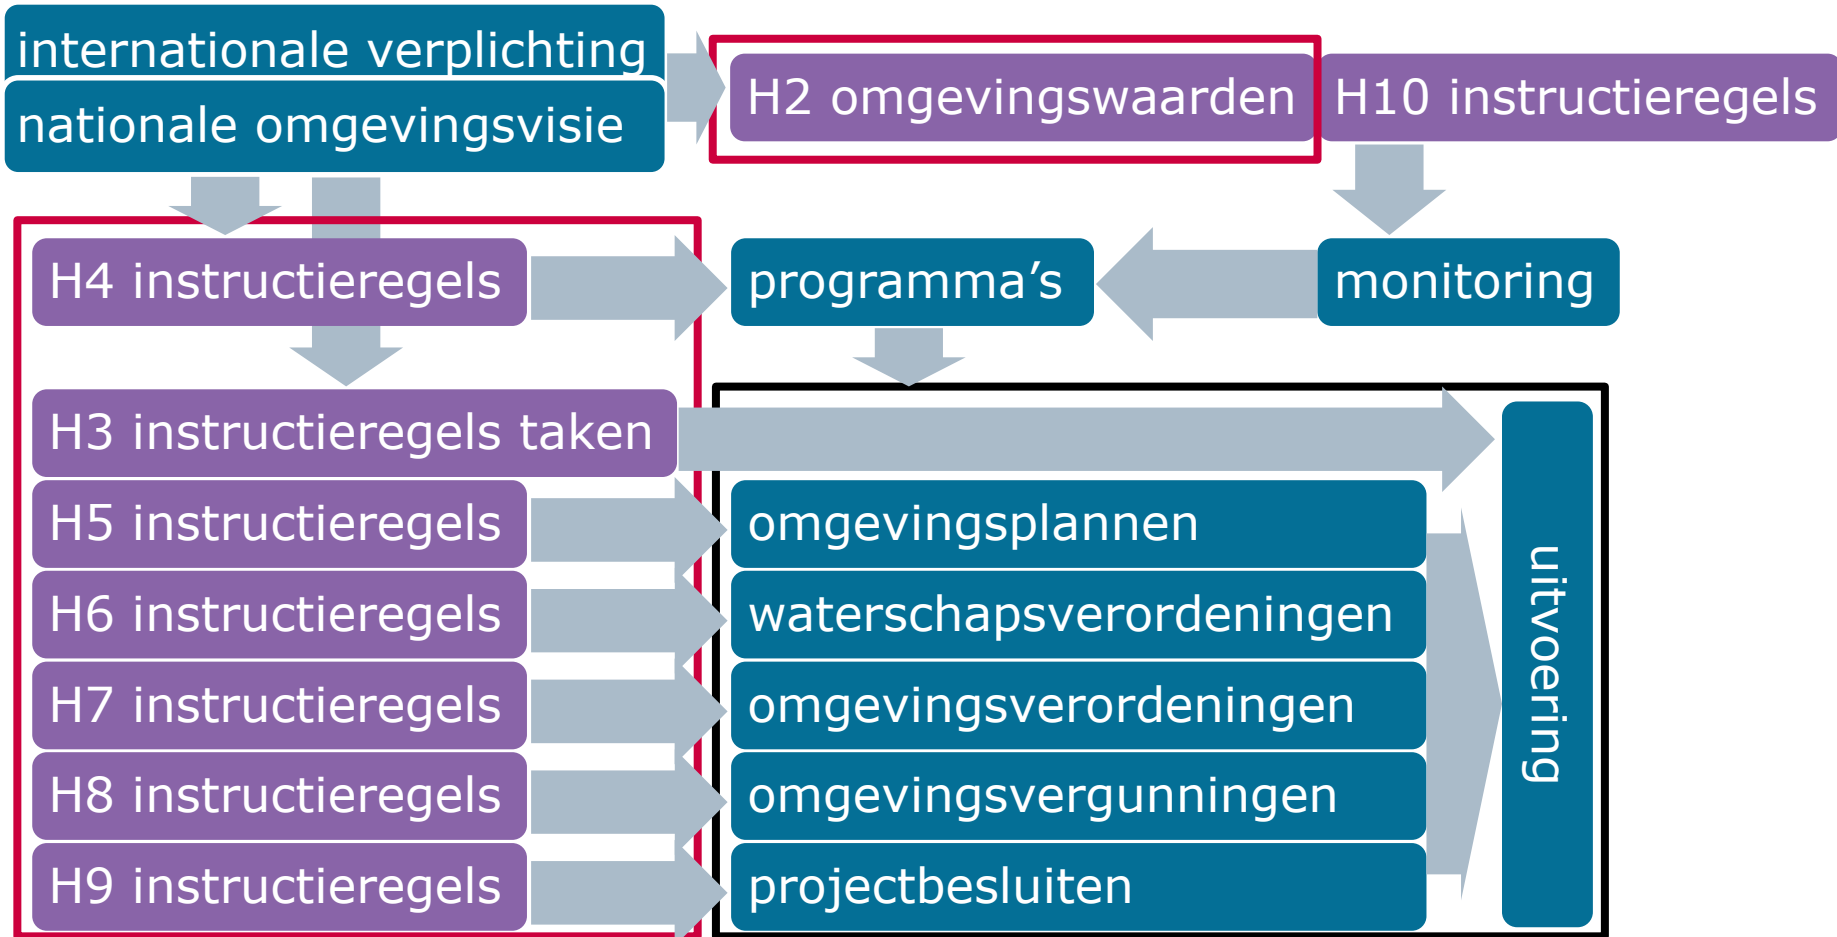 internationale verplichting
nationale omgevingsvisie
H2 omgevingswaarden
H10 instructieregels
H4 instructieregels
programma's
monitoring
H3 instructieregels taken
H5 instructieregels
omgevingsplannen
H6 instructieregels
waterschapsverordeningen
H7 instructieregels
omgevingsverordeningen
H8 instructieregels
omgevingsvergunningen
H9 instructieregels
projectbesluiten
uitvoering